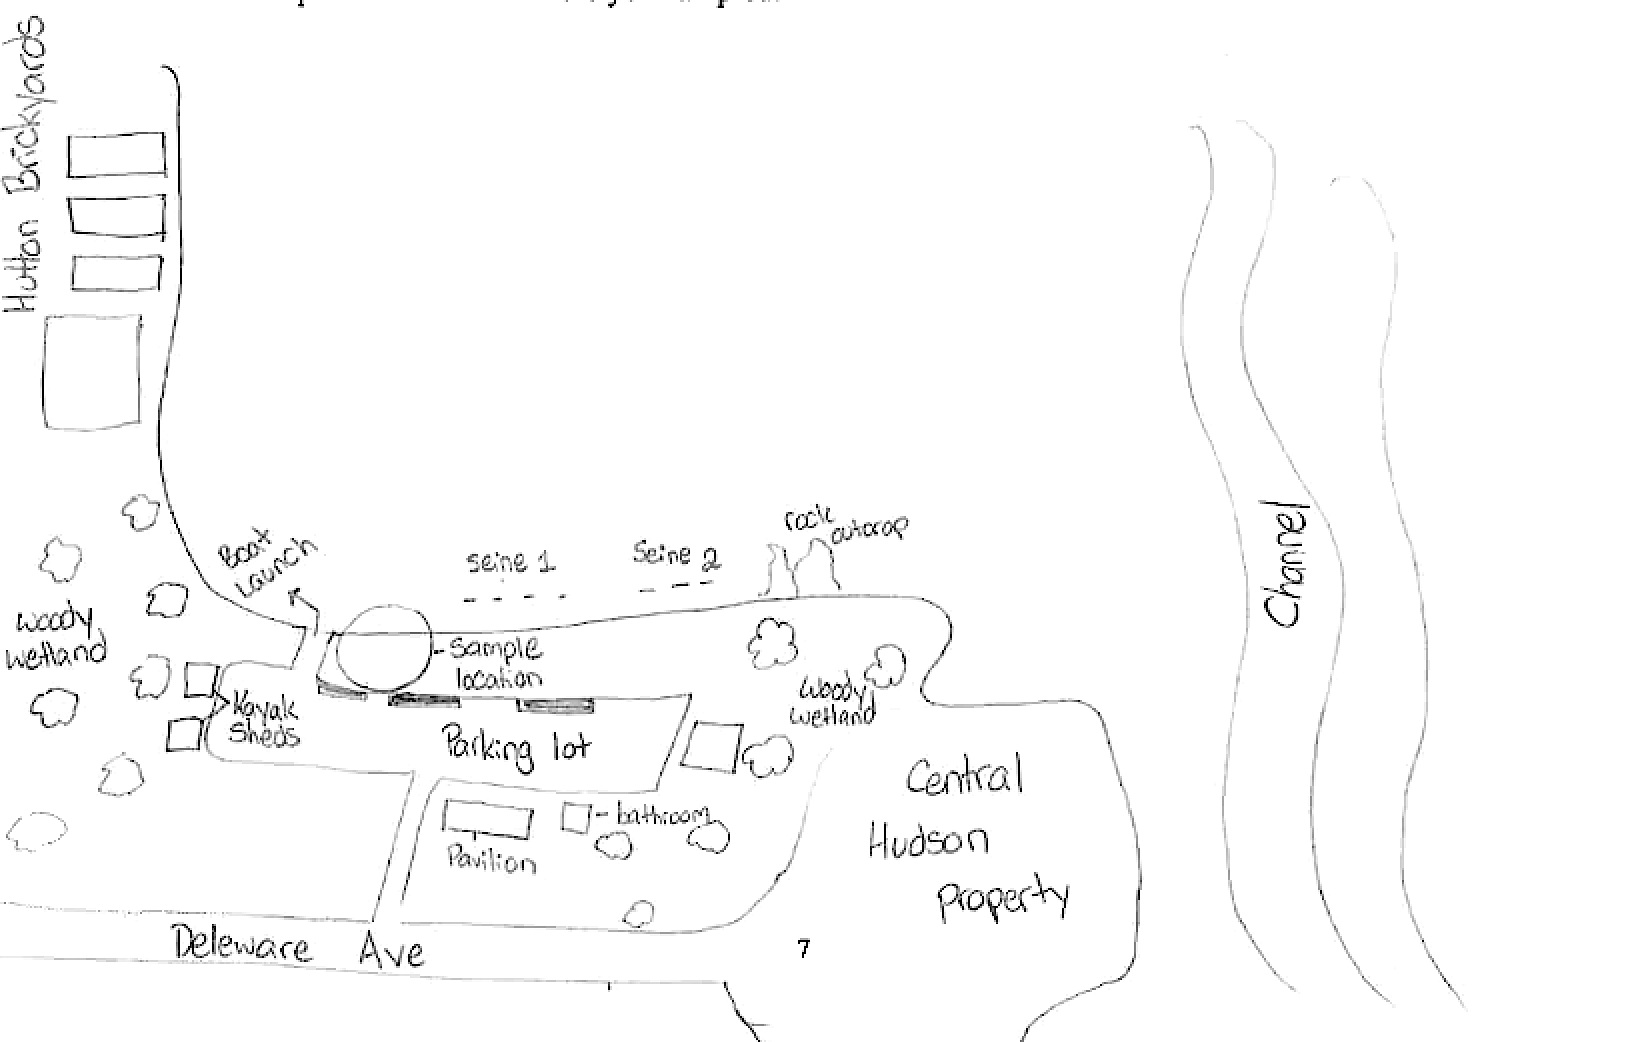 Hutton Brickyards
Boat
Launch
seine 1
Seine 2
rock
outcrop
Channel
woody
wetland
Sample
location
Kayak
Sheds
Parking lot
Woody
wetland
Central
Hudson
Property
bathroom
Pavilion
Deleware Ave
7